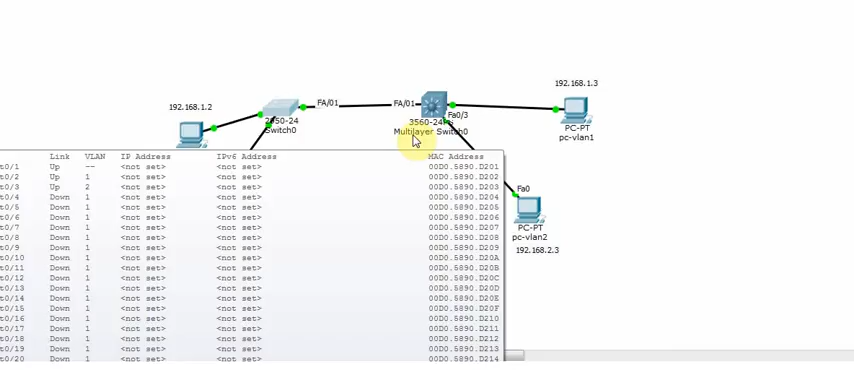 192.168.1.3
192.168.1.2
FA/01
FA/01
2950-24
Switch0
Fa0/3
3560-24
Multilayer Switch0
PC-PT
pc-vlan1
Link VLAN IP Address IPv6 Address MAC Address
t0/1 Up -- <not set> <not set> 00D0.5890.D201
t0/2 Up 1 <not set> <not set> 00D0.5890.D202
t0/3 Up 2 <not set> <not set> 00D0.5890.D203
t0/4 Down 1 <not set> <not set> 00D0.5890.D204
t0/5 Down 1 <not set> <not set> 00D0.5890.D205
t0/6 Down 1 <not set> <not set> 00D0.5890.D206
t0/7 Down 1 <not set> <not set> 00D0.5890.D207
t0/8 Down 1 <not set> <not set> 00D0.5890.D208
t0/9 Down 1 <not set> <not set> 00D0.5890.D209
t0/10 Down 1 <not set> <not set> 00D0.5890.D20A
t0/11 Down 1 <not set> <not set> 00D0.5890.D20B
t0/12 Down 1 <not set> <not set> 00D0.5890.D20C
t0/13 Down 1 <not set> <not set> 00D0.5890.D20D
t0/14 Down 1 <not set> <not set> 00D0.5890.D20E
t0/15 Down 1 <not set> <not set> 00D0.5890.D20F
t0/16 Down 1 <not set> <not set> 00D0.5890.D210
t0/17 Down 1 <not set> <not set> 00D0.5890.D211
t0/18 Down 1 <not set> <not set> 00D0.5890.D212
t0/19 Down 1 <not set> <not set> 00D0.5890.D213
t0/20 Down 1 <not set> <not set> 00D0.5890.D214
Fa0
PC-PT
pc-vlan2
192.168.2.3